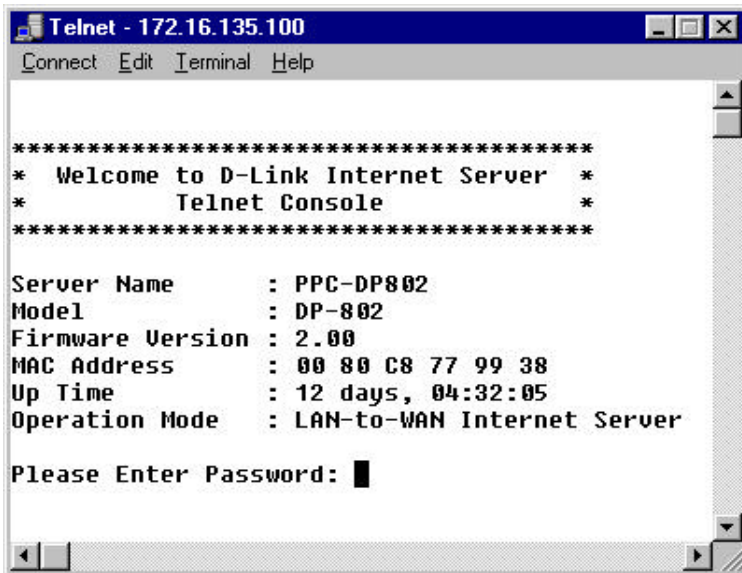 Telnet - 172.16.135.100
Connect Edit Terminal Help
***************************************
* Welcome to D-Link Internet Server *
* Telnet Console *
***************************************
Server Name : PPC-DP802
Model : DP-802
Firmware Version : 2.00
MAC Address : 00 80 C8 77 99 38
Up Time : 12 days, 04:32:05
Operation Mode : LAN-to-WAN Internet Server
Please Enter Password: